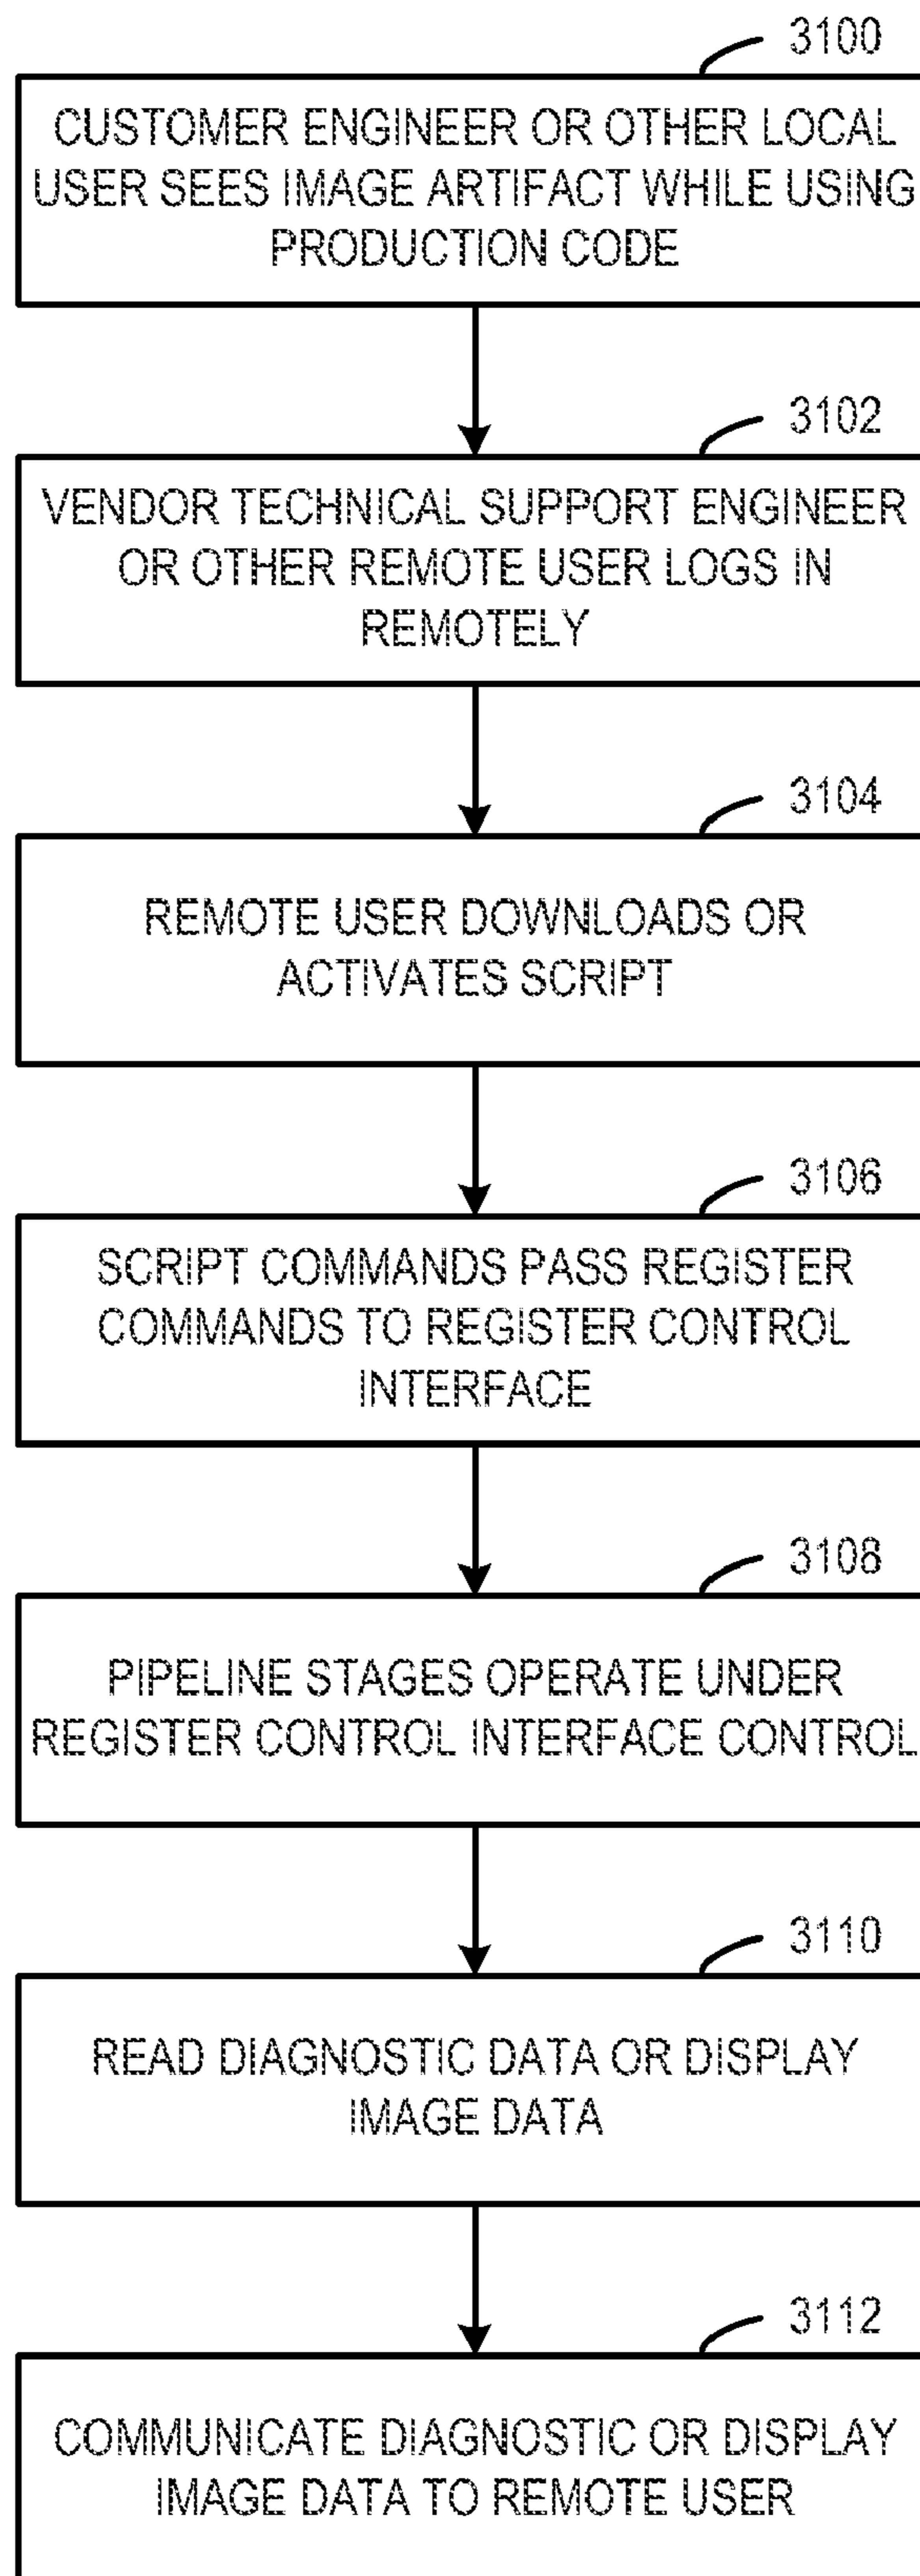 3100
CUSTOMER ENGINEER OR OTHER LOCAL
USER SEES IMAGE ARTIFACT WHILE USING
PRODUCTION CODE
3102
VENDOR TECHNICAL SUPPORT ENGINEER
OR OTHER REMOTE USER LOGS IN
REMOTELY
3104
REMOTE USER DOWNLOADS OR
ACTIVATES SCRIPT
3106
SCRIPT COMMANDS PASS REGISTER
COMMANDS TO REGISTER CONTROL
INTERFACE
3108
PIPELINE STAGES OPERATE UNDER
REGISTER CONTROL INTERFACE CONTROL
3110
READ DIAGNOSTIC DATA OR DISPLAY
IMAGE DATA
3112
COMMUNICATE DIAGNOSTIC OR DISPLAY
IMAGE DATA TO REMOTE USER